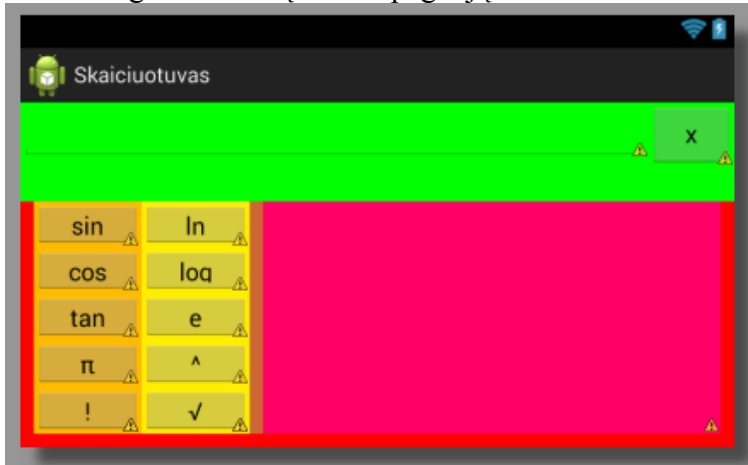 Skaiciuotuvas
x
sin ln
cos log
tan e
π ^
! √